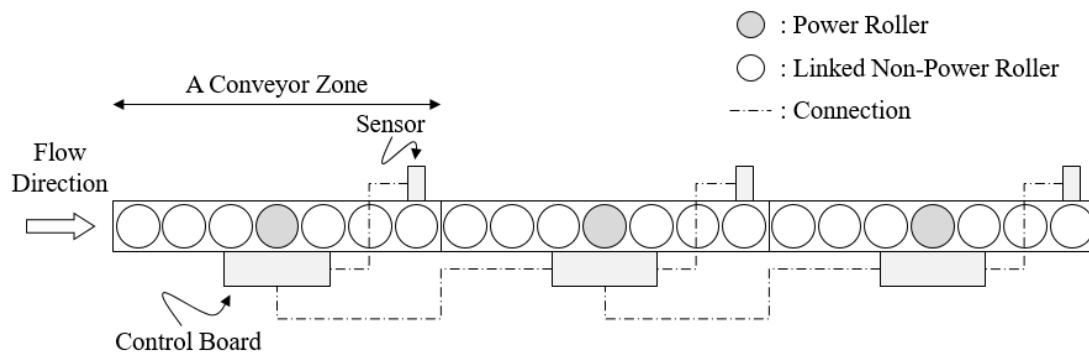 : Power Roller
: Linked Non-Power Roller
: Connection
A Conveyor Zone
Sensor
Flow
Direction
Control Board